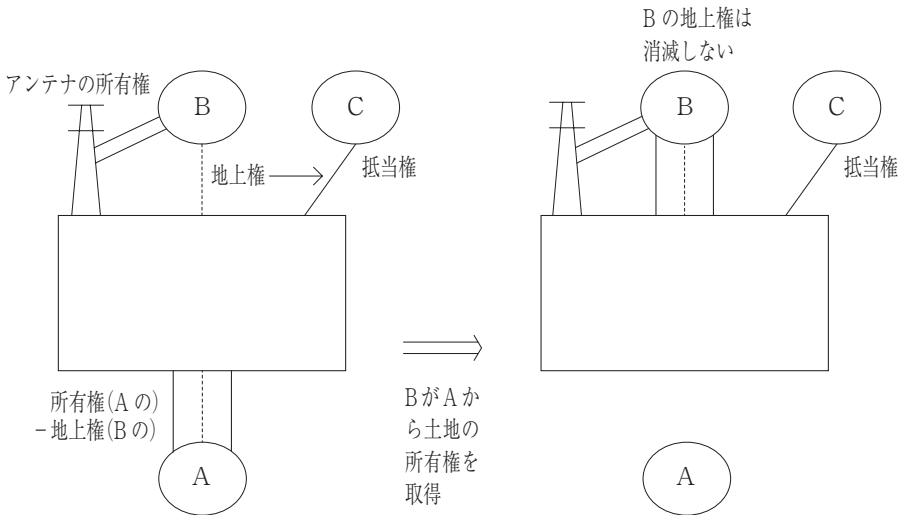 アンテナの所有権
B
C
地上権
抵当権
所有権(Aの)
−地上権(Bの)
A
BがAか
ら土地の
所有権を
取得
Bの地上権は
消滅しない
B
C
抵当権
A